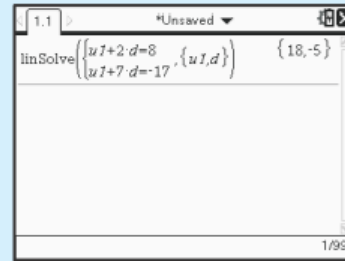 1.1 *Unsaved
linSolve({u1+2·d=8
u1+7·d=-17 ,{u1,d}) {18,-5}
1/99